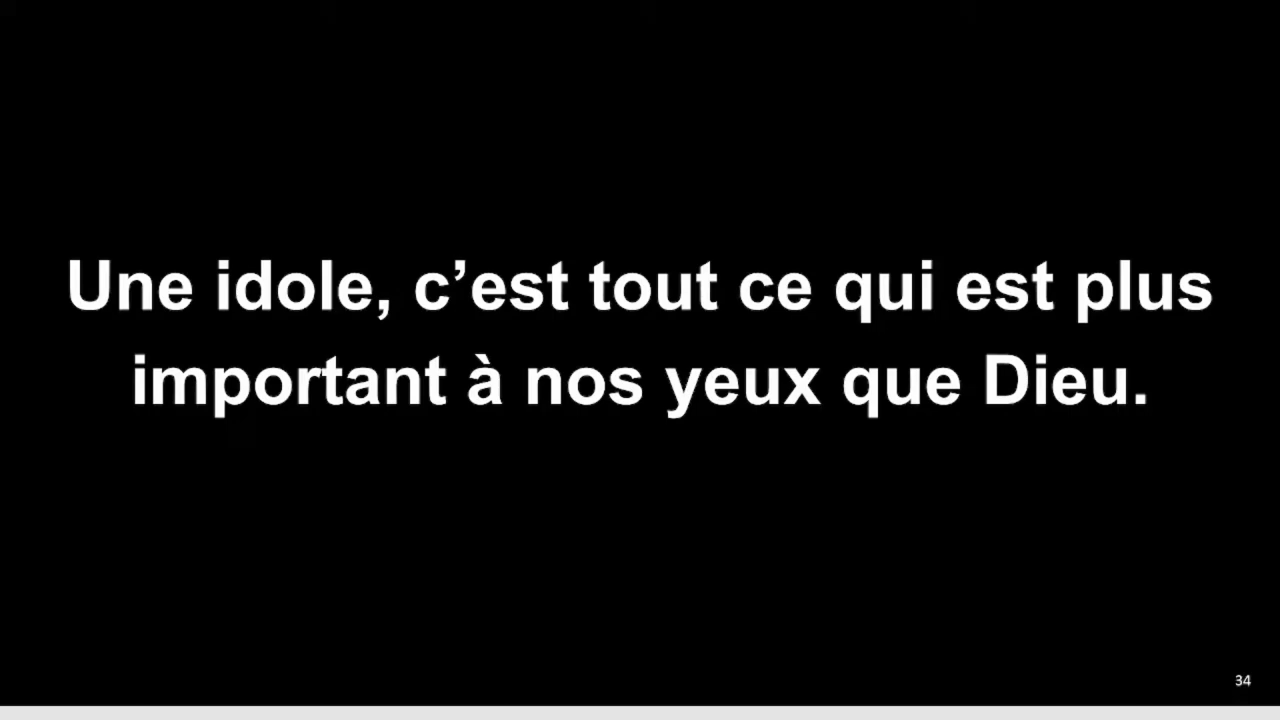 Une idole, c’est tout ce qui est plus
important à nos yeux que Dieu.
34